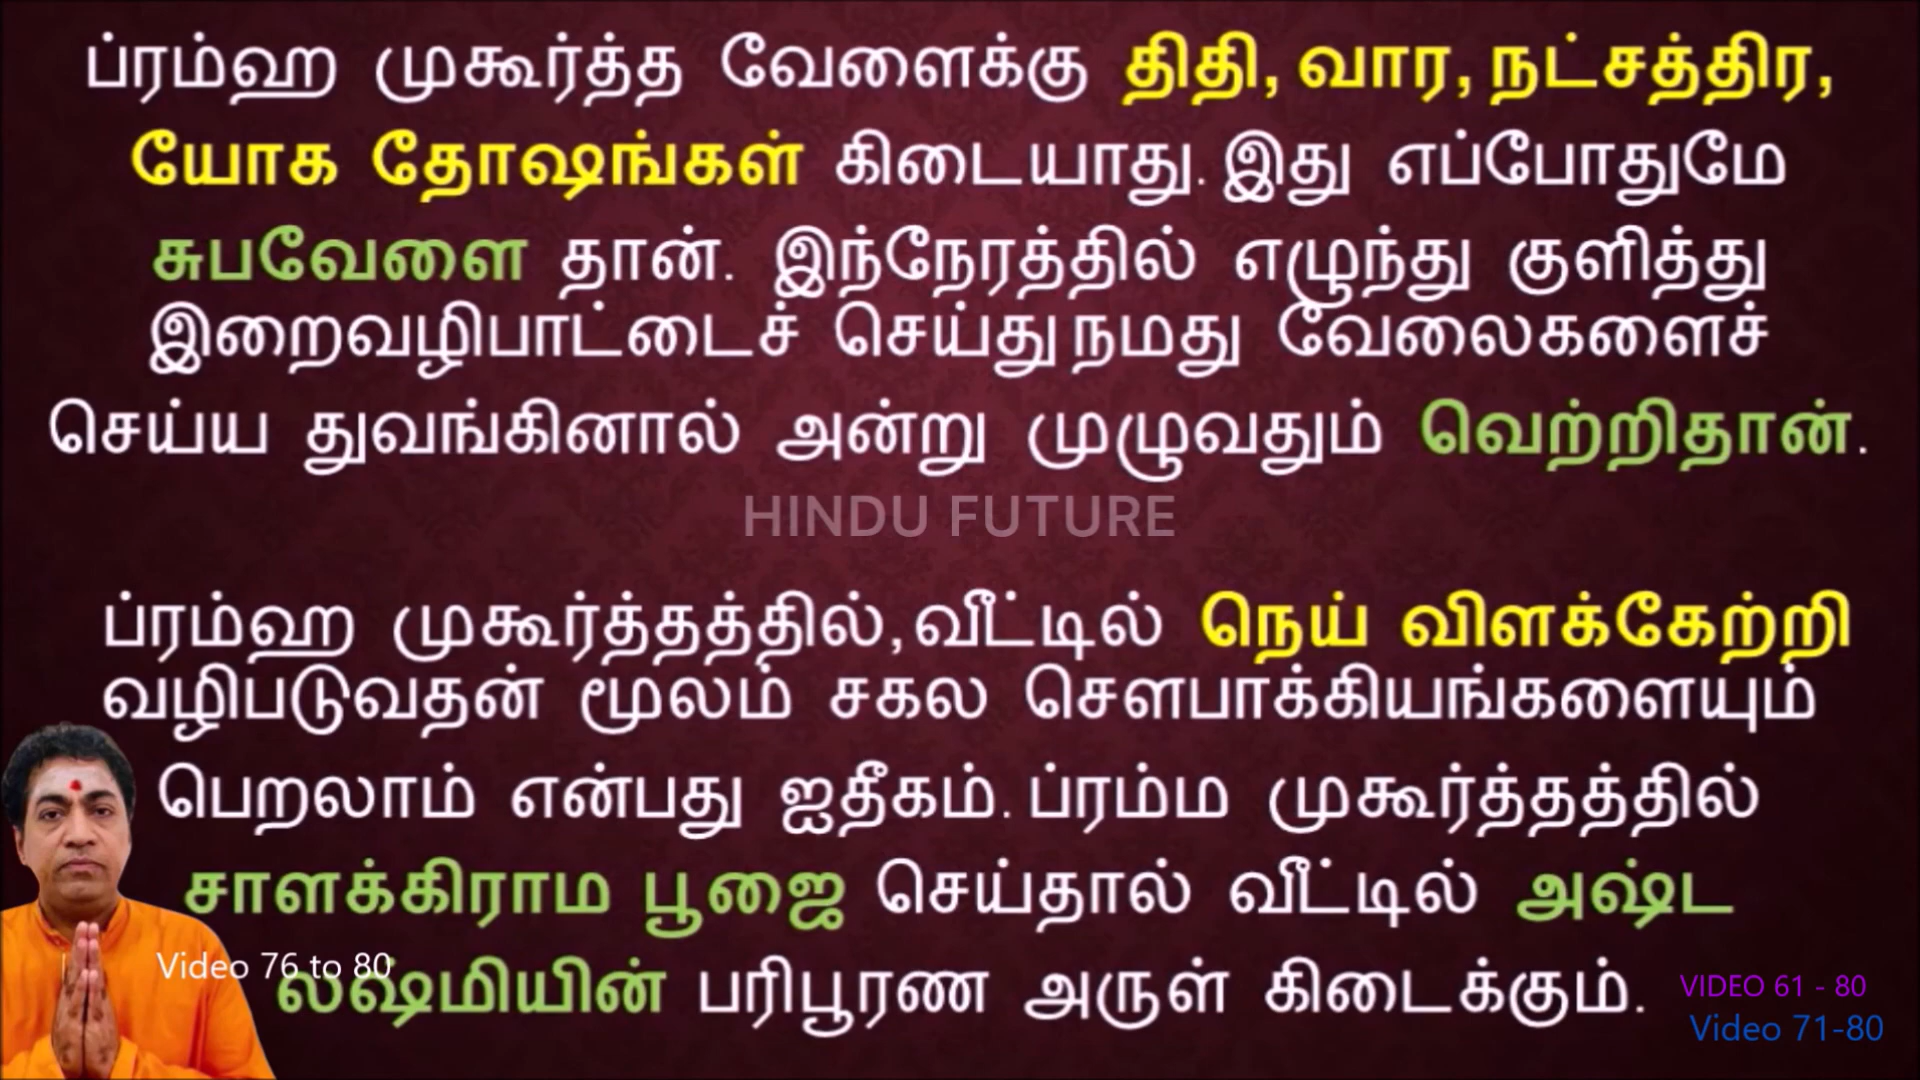 ப்ரம்ஹ முகூர்த்த வேளைக்கு திதி, வார, நட்சத்திர,
யோக தோஷங்கள் கிடையாது. இது எப்போதுமே
சுபவேளை தான். இந்நேரத்தில் எழுந்து குளித்து
இறைவழிபாட்டைச் செய்து நமது வேலைகளைச்
செய்ய துவங்கினால் அன்று முழுவதும் வெற்றிதான்.
HINDU FUTURE
ப்ரம்ஹ முகூர்த்தத்தில், வீட்டில் நெய் விளக்கேற்றி
வழிபடுவதன் மூலம் சகல சௌபாக்கியங்களையும்
பெறலாம் என்பது ஐதீகம். ப்ரம்ம முகூர்த்தத்தில்
சாளக்கிராம பூஜை செய்தால் வீட்டில் அஷ்ட
லஷ்மியின் பரிபூரண அருள் கிடைக்கும்.
Video 76 to 80
VIDEO 61 - 80
Video 71-80